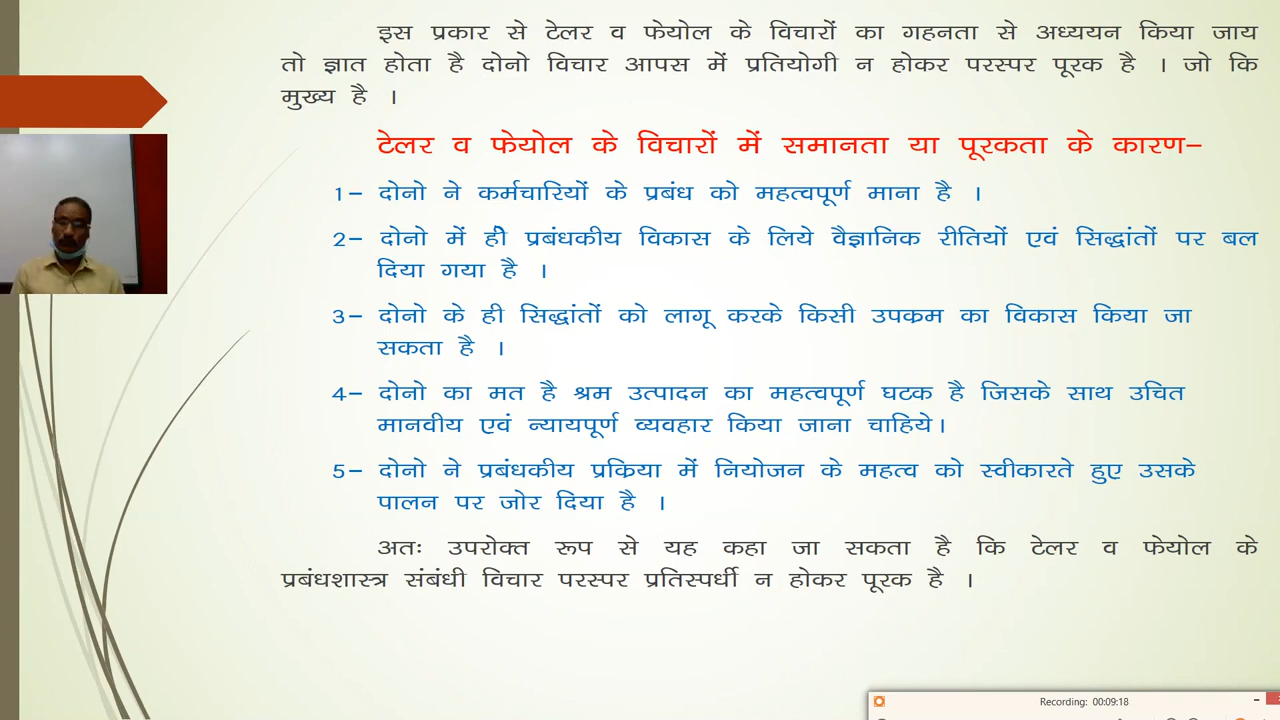 इस प्रकार से टेलर व फेयोल के विचारों का गहनता से अध्ययन किया जाय
तो ज्ञात होता है दोनो विचार आपस में प्रतियोगी न होकर परस्पर पूरक है । जो कि
मुख्य है ।
टेलर व फेयोल के विचारों में समानता या पूरकता के कारण–
1– दोनो ने कर्मचारियों के प्रबंध को महत्वपूर्ण माना है ।
2– दोनो में ही प्रबंधकीय विकास के लिये वैज्ञानिक रीतियों एवं सिद्धांतों पर बल
दिया गया है ।
3– दोनो के ही सिद्धांतों को लागू करके किसी उपक्रम का विकास किया जा
सकता है ।
4– दोनो का मत है श्रम उत्पादन का महत्वपूर्ण घटक है जिसके साथ उचित
मानवीय एवं न्यायपूर्ण व्यवहार किया जाना चाहिये।
5– दोनो ने प्रबंधकीय प्रक्रिया में नियोजन के महत्व को स्वीकारते हुए उसके
पालन पर जोर दिया है ।
अतः उपरोक्त रूप से यह कहा जा सकता है कि टेलर व फेयोल के
प्रबंधशास्त्र संबंधी विचार परस्पर प्रतिस्पर्धी न होकर पूरक है ।
Recording: 00:09:18